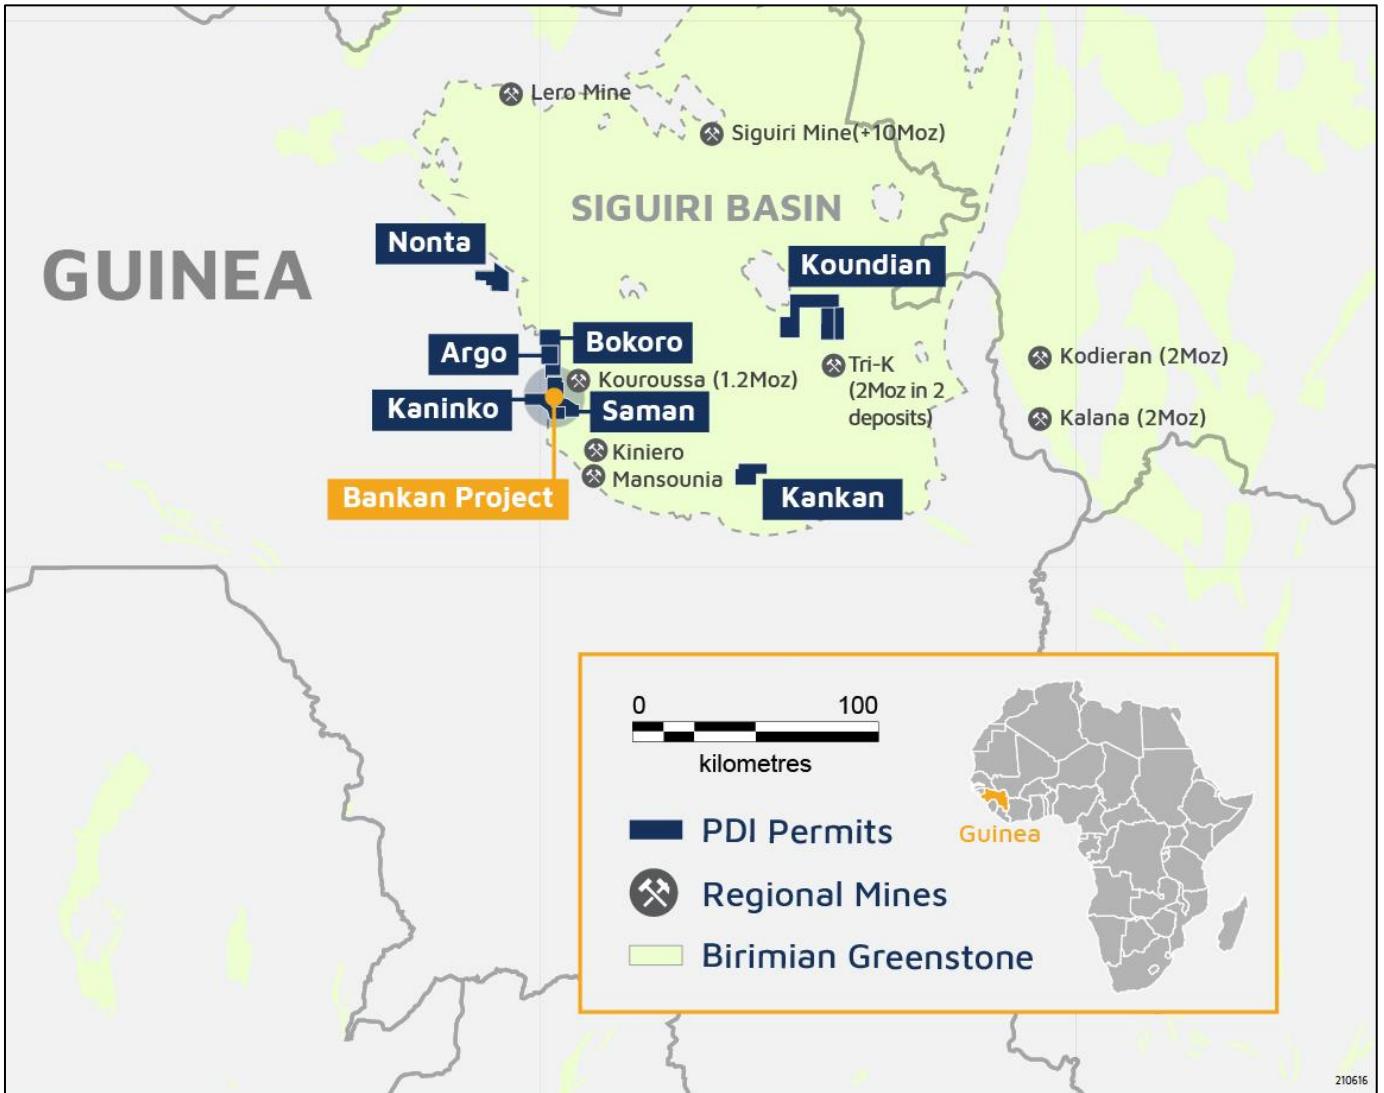 Lero Mine
Siguiri Mine(+10Moz)
SIGUIRI BASIN
GUINEA
Nonta
Koundian
Bokoro
Argo
Kouroussa (1.2Moz)
Tri-K
(2Moz in 2
deposits)
Kodieran (2Moz)
Kaninko
Saman
Kalana (2Moz)
Kiniero
Mansounia
Bankan Project
Kankan
0 100
kilometres
PDI Permits
Guinea
Regional Mines
Birimian Greenstone
210616